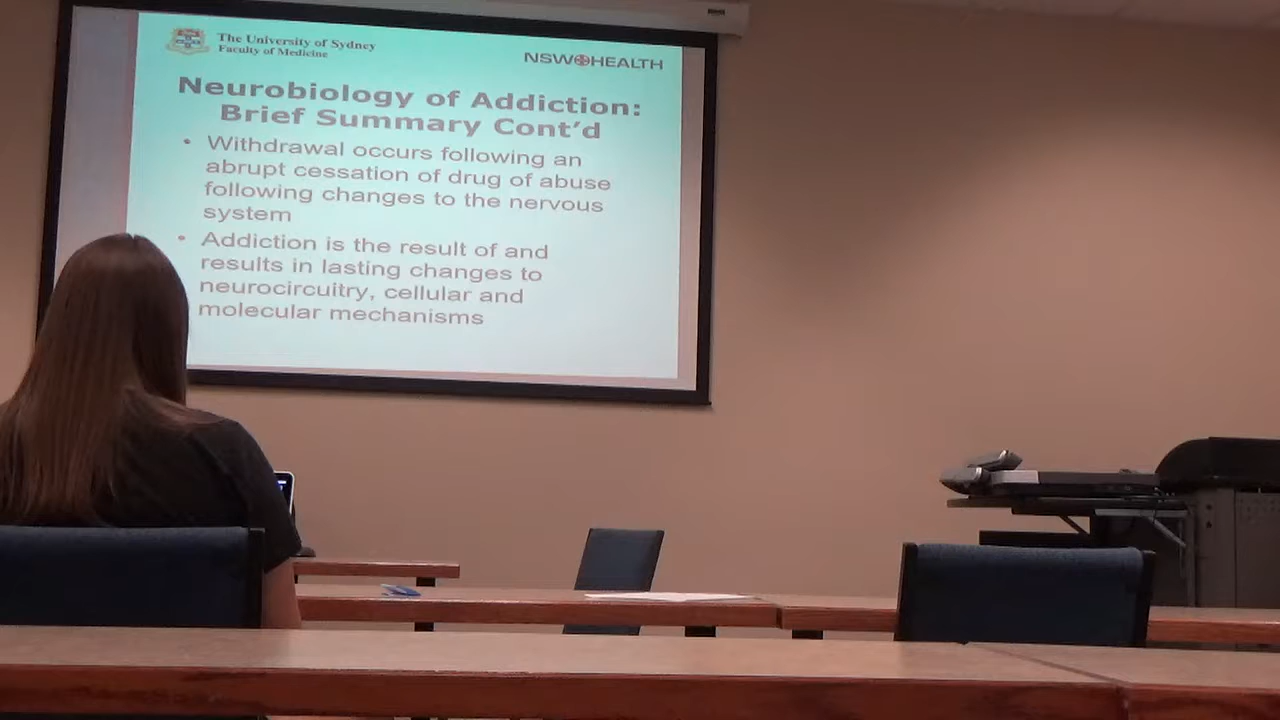 The University of Sydney
Faculty of Medicine
NSW HEALTH
Neurobiology of Addiction:
Brief Summary Cont'd
• Withdrawal occurs following an
abrupt cessation of drug of abuse
following changes to the nervous
system
• Addiction is the result of and
results in lasting changes to
neurocircuitry, cellular and
molecular mechanisms